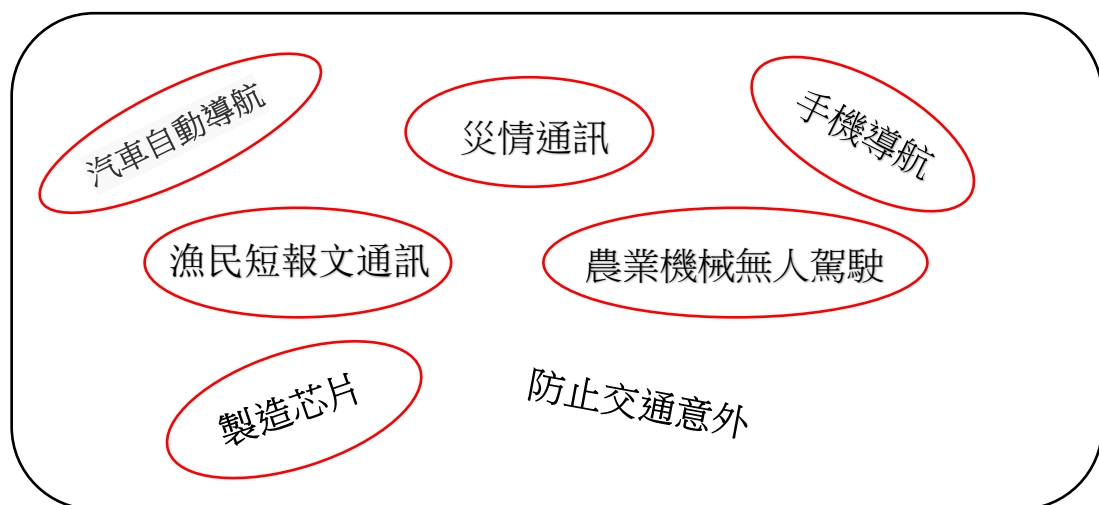 汽車自動導航
災情通訊
手機導航
漁民短報文通訊
農業機械無人駕駛
製造芯片
防止交通意外